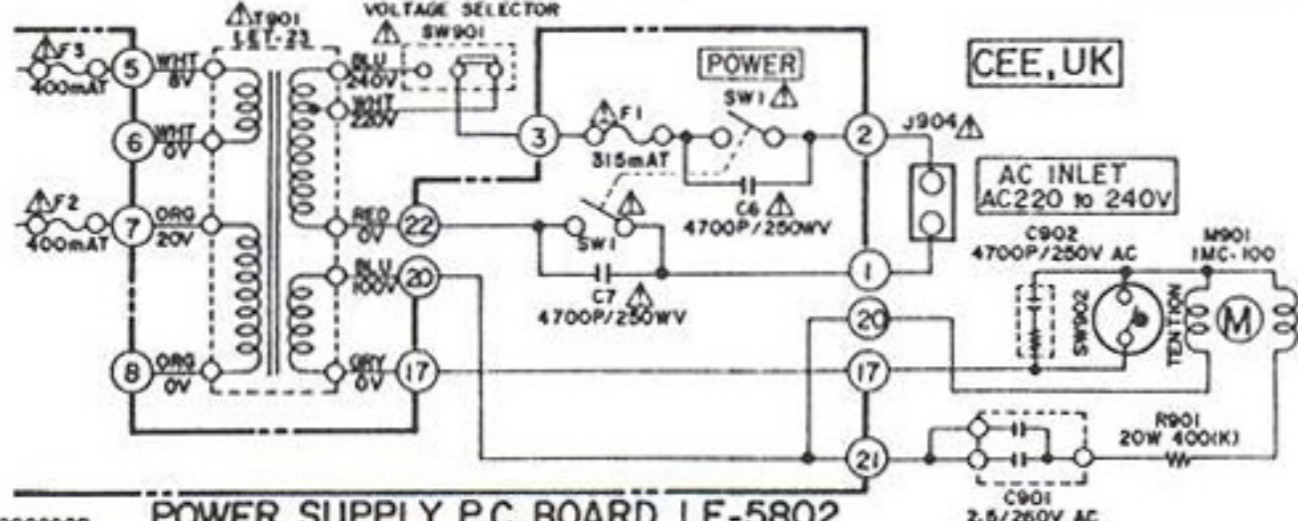 VOLTAGE SELECTOR
T901
LET-23
SW901
F3
400mAT
5
WHT
8V
BLU
240V
WHT
220V
POWER
SW1
CEE, UK
6
WHT
0V
3
F1
315mAT
2
J904
AC INLET
AC220 to 240V
F2
400mAT
7
ORG
20V
RED
0V
22
SW1
C6
4700P/250WV
C902
4700P/250V AC
M901
IMC-100
BLU
100V
20
C7
4700P/250WV
1
20
SW902
TENTION
M
8
ORG
0V
GRY
0V
17
17
R901
20W 400(K)
21
C901
2.5/260V AC
POWER SUPPLY P.C. BOARD LE-5802